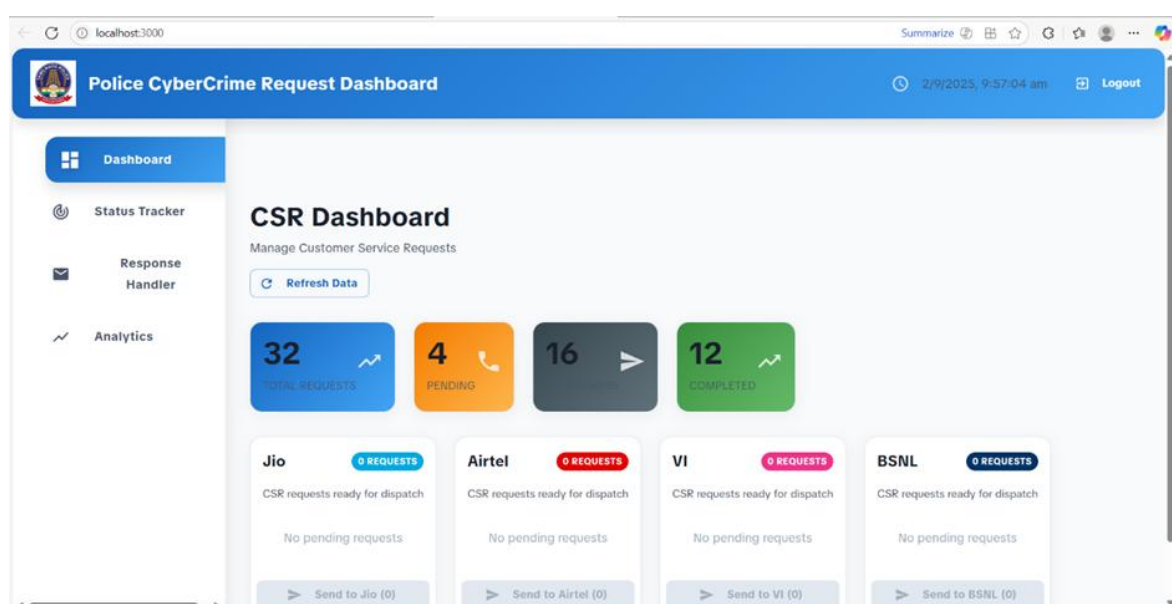 localhost:3000
Summarize
Police CyberCrime Request Dashboard
2/9/2025, 9:57:04 am
Logout
Dashboard
Status Tracker
Response
Handler
Analytics
CSR Dashboard
Manage Customer Service Requests
Refresh Data
32
TOTAL REQUESTS
4
PENDING
16
12
COMPLETED
Jio
0 REQUESTS
CSR requests ready for dispatch
No pending requests
Send to Jio (0)
Airtel
0 REQUESTS
CSR requests ready for dispatch
No pending requests
Send to Airtel (0)
VI
0 REQUESTS
CSR requests ready for dispatch
No pending requests
Send to VI (0)
BSNL
0 REQUESTS
CSR requests ready for dispatch
No pending requests
Send to BSNL (0)